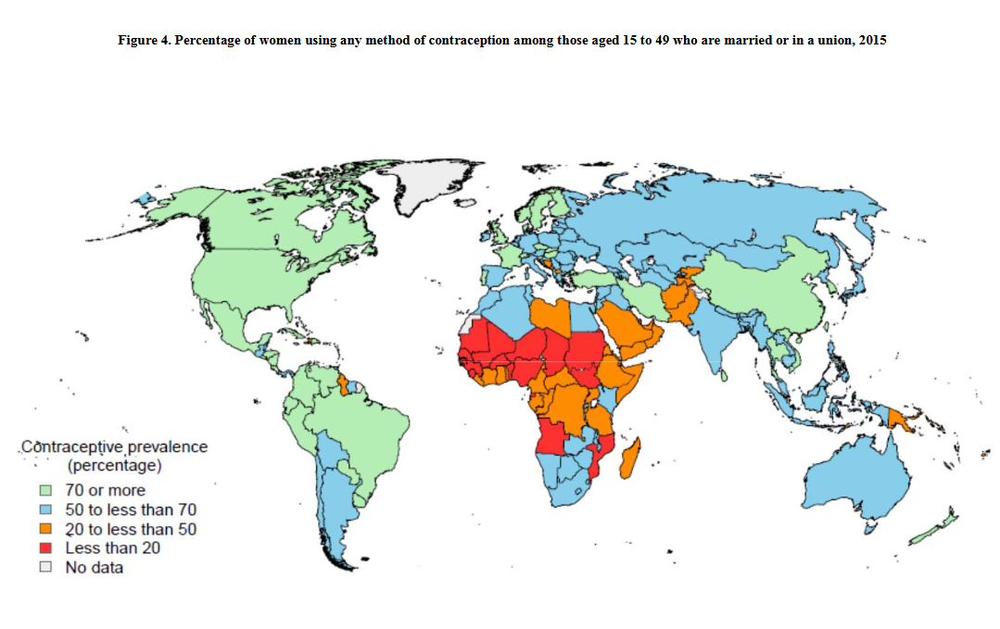 Figure 4. Percentage of women using any method of contraception among those aged 15 to 49 who are married or in a union, 2015
Contraceptive prevalence
(percentage)
70 or more
50 to less than 70
20 to less than 50
Less than 20
No data